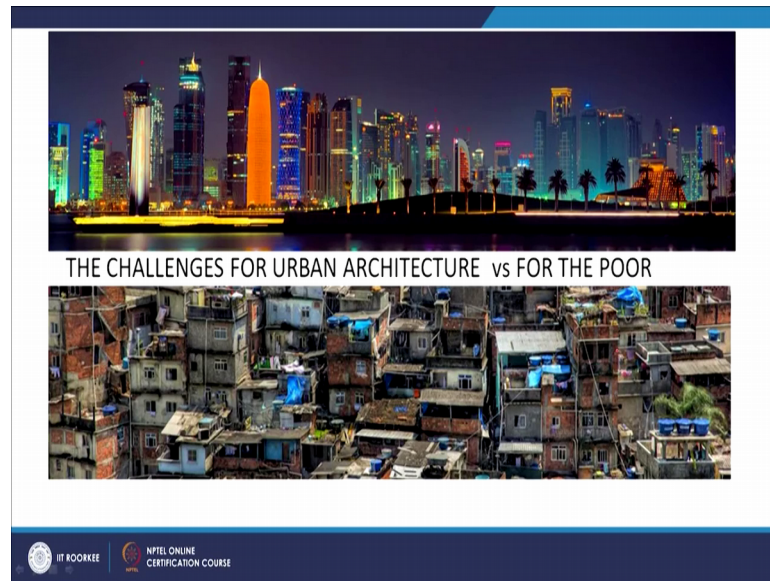 THE CHALLENGES FOR URBAN ARCHITECTURE vs FOR THE POOR
IIT ROORKEE
NPTEL ONLINE
CERTIFICATION COURSE